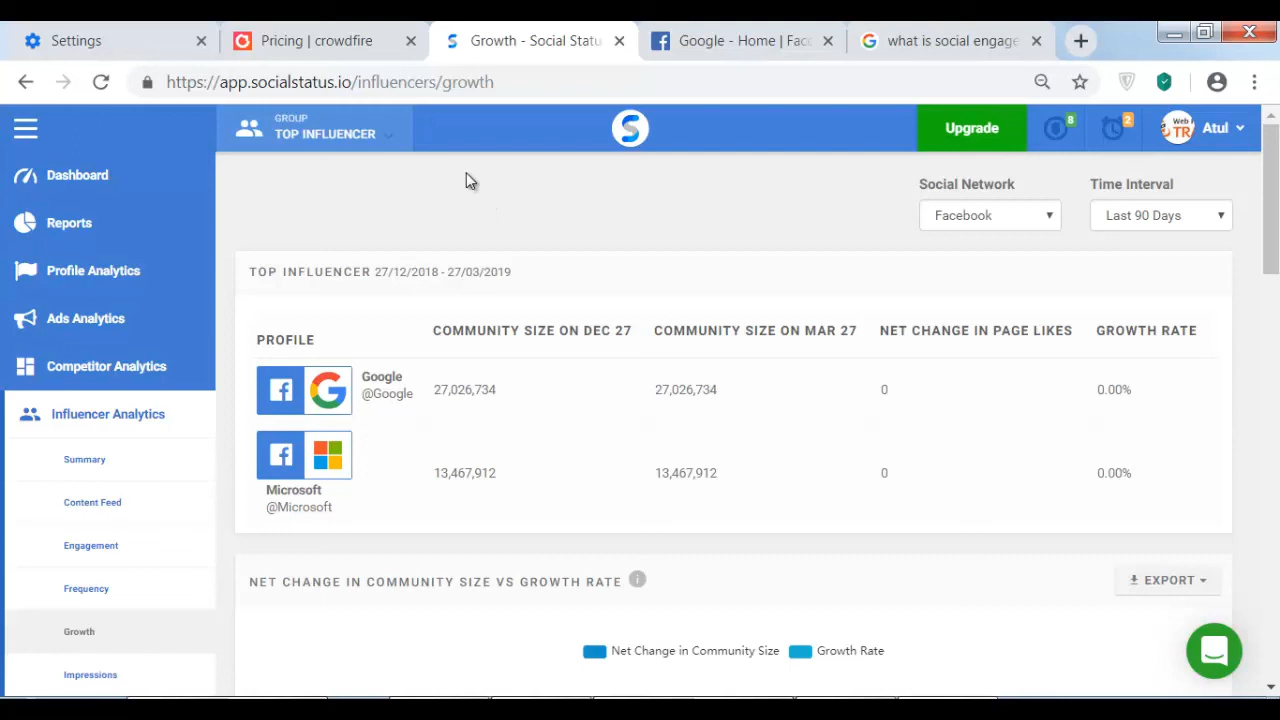 Settings
Pricing | crowdfire
Growth - Social Statu
Google - Home | Fac
what is social engage
https://app.socialstatus.io/influencers/growth
GROUP
TOP INFLUENCER
Upgrade
8
2
Web
TR
Atul
Dashboard
Reports
Profile Analytics
Ads Analytics
Competitor Analytics
Influencer Analytics
Summary
Content Feed
Engagement
Frequency
Growth
Impressions
Social Network
Time Interval
Facebook
Last 90 Days
TOP INFLUENCER 27/12/2018 - 27/03/2019
PROFILE COMMUNITY SIZE ON DEC 27 COMMUNITY SIZE ON MAR 27 NET CHANGE IN PAGE LIKES GROWTH RATE
Google
@Google
27,026,734 27,026,734 0 0.00%
Microsoft
@Microsoft
13,467,912 13,467,912 0 0.00%
NET CHANGE IN COMMUNITY SIZE VS GROWTH RATE
EXPORT
Net Change in Community Size Growth Rate